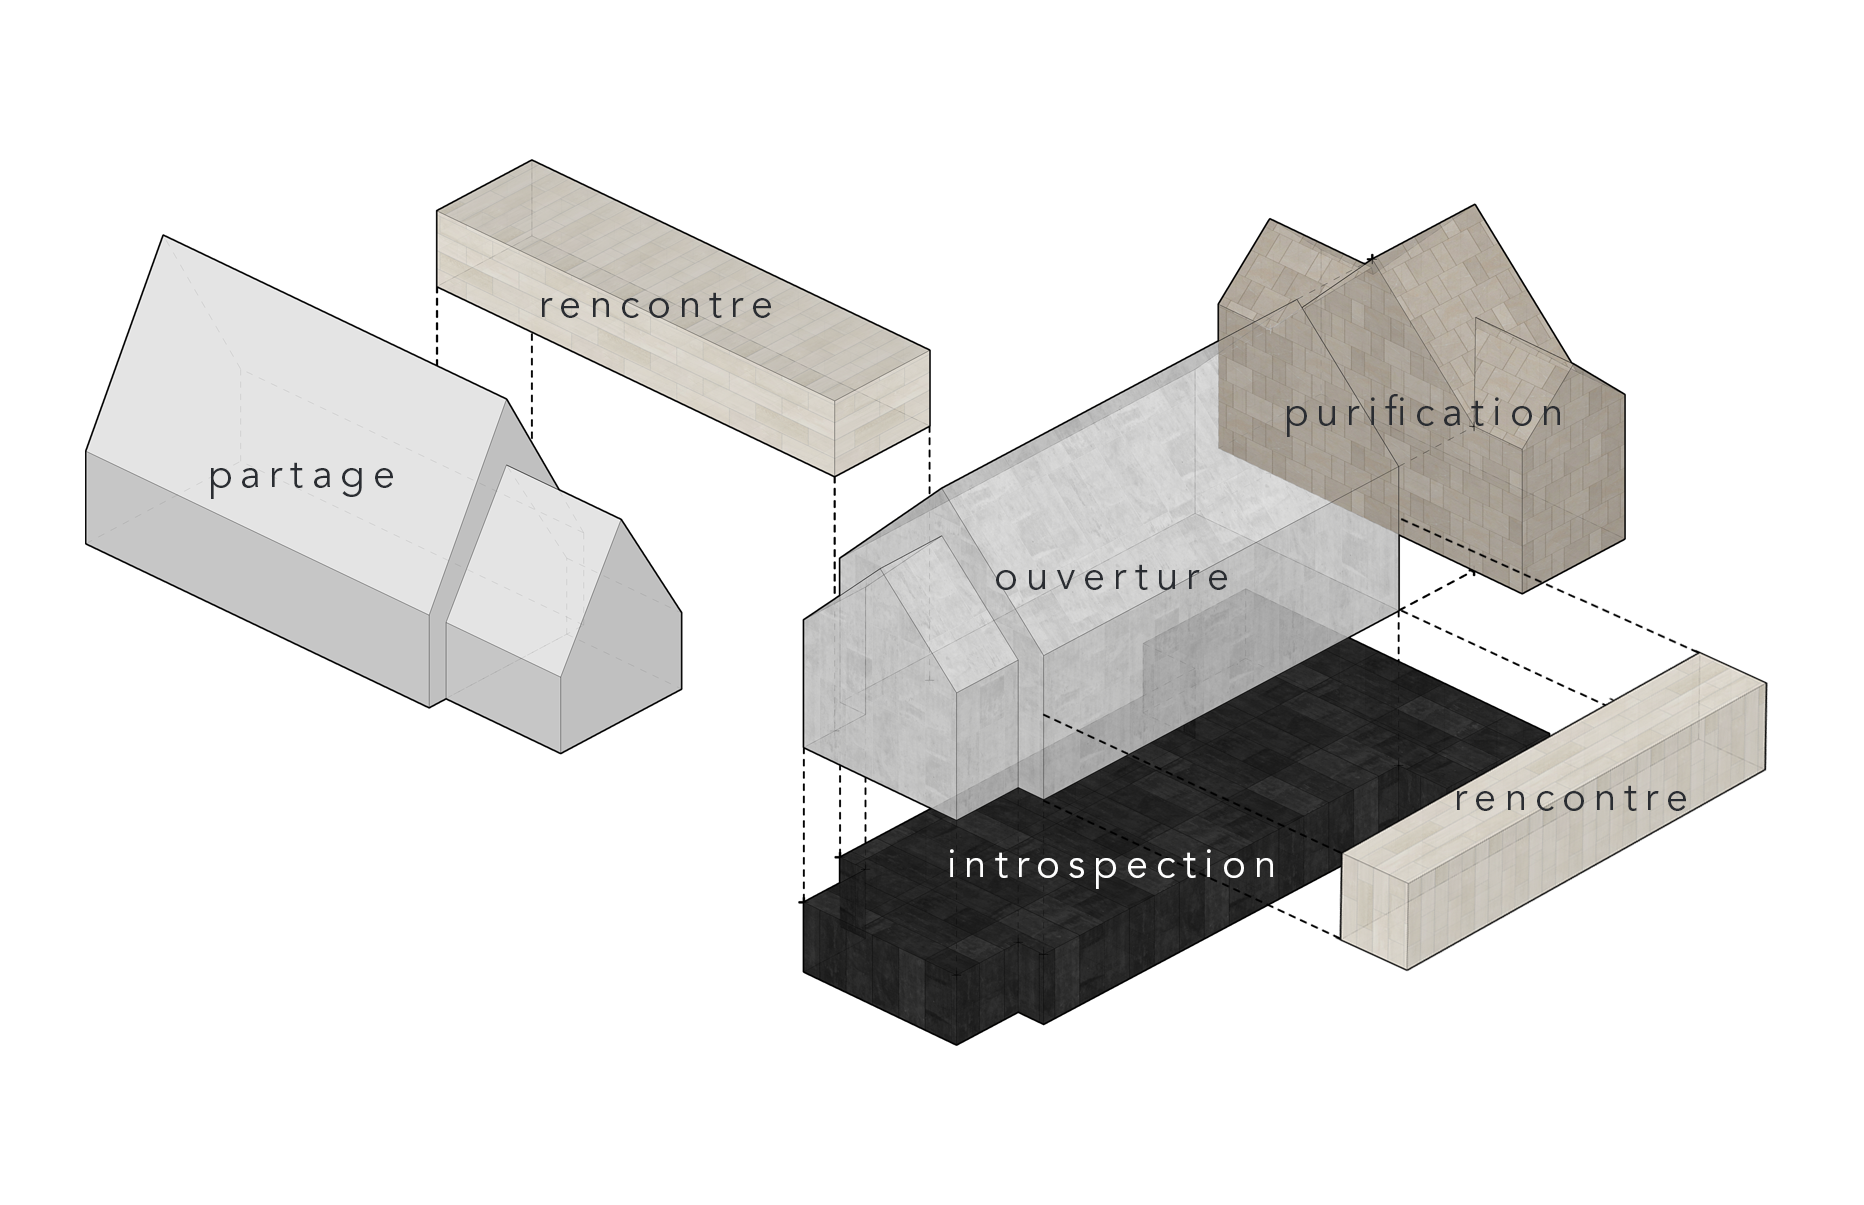 rencontre
partage
purification
ouverture
rencontre
introspection